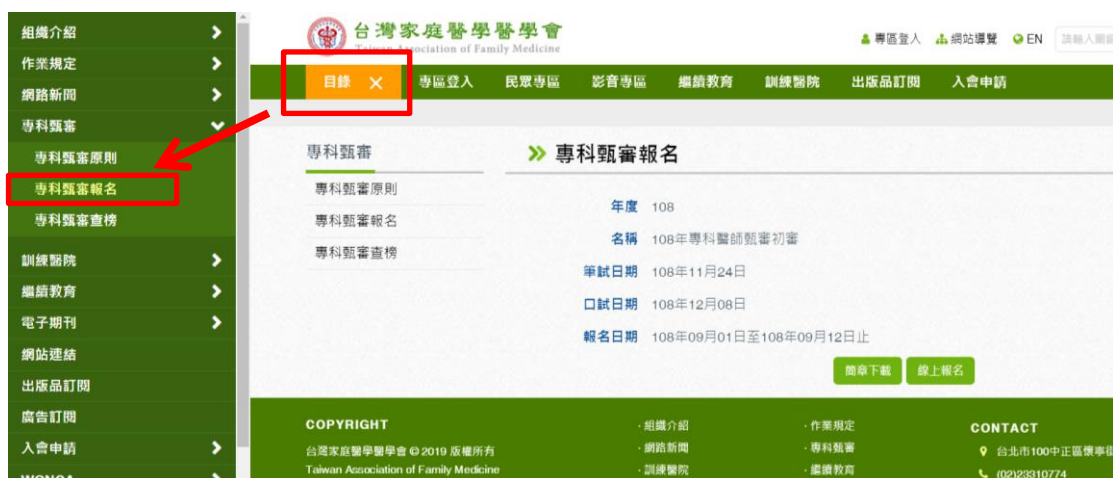 組織介紹
作業規定
網路新聞
專科甄審
專科甄審原則
專科甄審報名
專科甄審查榜
訓練醫院
繼續教育
電子期刊
網站連結
出版品訂閱
廣告訂閱
入會申請
WONCA
台灣家庭醫學醫學會
Taiwan Association of Family Medicine
專區登入 網站導覽 EN
目錄 專區登入 民眾專區 影音專區 繼續教育 訓練醫院 出版品訂閱 入會申請
專科甄審
專科甄審原則
專科甄審報名
專科甄審查榜
專科甄審報名
年度 108
名稱 108年專科醫師甄審初審
筆試日期 108年11月24日
口試日期 108年12月08日
報名日期 108年09月01日至108年09月12日止
簡章下載 線上報名
COPYRIGHT
台灣家庭醫學醫學會 © 2019 版權所有
Taiwan Association of Family Medicine
·組織介紹
·網路新聞
·訓練醫院
·作業規定
·專科甄審
·繼續教育
CONTACT
台北市100中正區懷寧街
(02)23310774